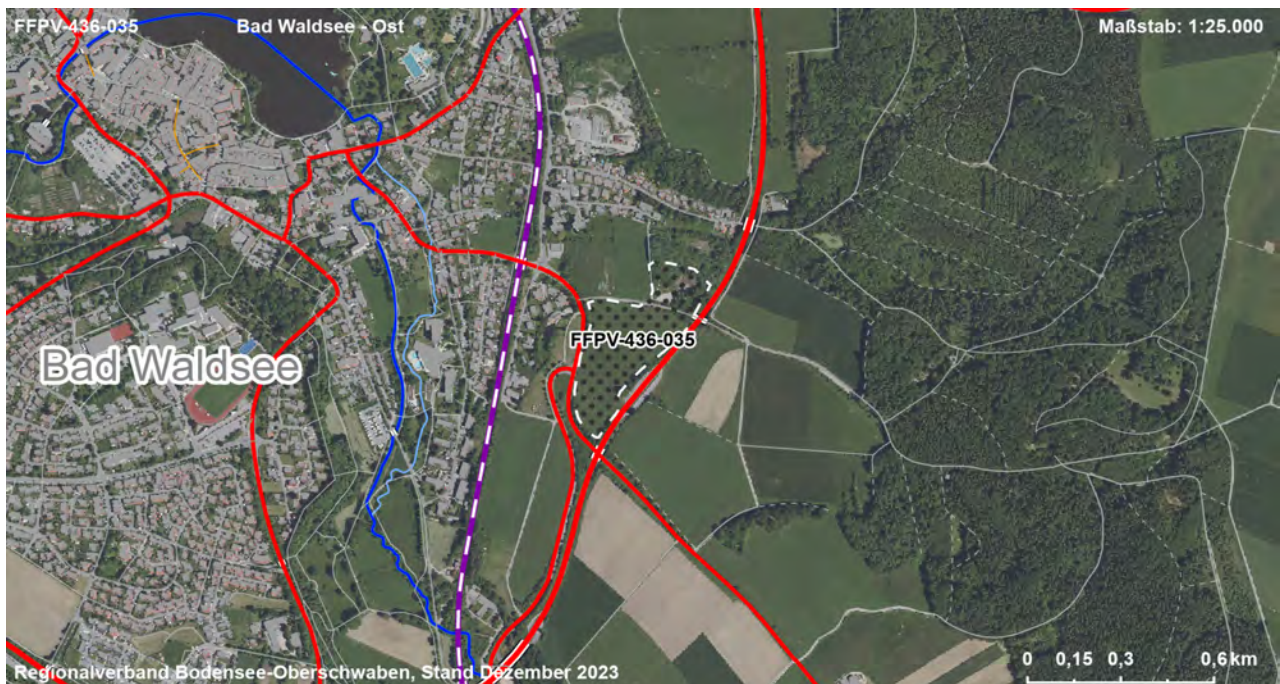 FFPV-436-035 Bad Waldsee - Ost Maßstab: 1:25.000
FFPV-436-035
Bad Waldsee
Regionalverband Bodensee-Oberschwaben, Stand Dezember 2023
0 0,15 0,3 0,6 km